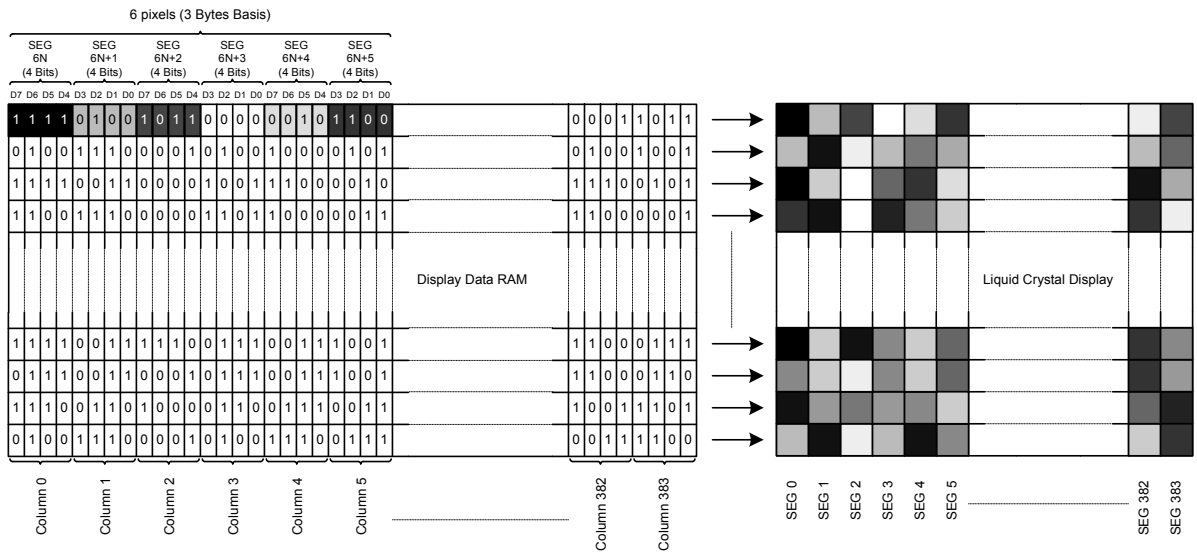 6 pixels (3 Bytes Basis)
SEG 6N (4 Bits) SEG 6N+1 (4 Bits) SEG 6N+2 (4 Bits) SEG 6N+3 (4 Bits) SEG 6N+4 (4 Bits) SEG 6N+5 (4 Bits)
D7 D6 D5 D4 D3 D2 D1 D0 D7 D6 D5 D4 D3 D2 D1 D0 D7 D6 D5 D4 D3 D2 D1 D0
1 1 1 1 0 1 0 0 1 0 1 1 0 0 0 0 0 0 1 0 1 1 0 0 0 0 0 1 1 0 1 1
0 1 0 0 1 1 1 0 0 0 0 1 0 1 0 0 1 0 0 0 0 1 0 1 0 1 0 0 1 0 0 1
1 1 1 1 0 0 1 1 0 0 0 0 1 0 0 1 1 1 0 0 0 0 1 0 1 1 1 0 0 1 0 1
1 1 0 0 1 1 1 0 0 0 0 0 1 1 0 1 1 0 0 0 0 0 1 1 1 1 0 0 0 0 0 1
Display Data RAM
Liquid Crystal Display
1 1 1 1 0 0 1 1 1 1 1 0 0 1 1 1 0 0 1 1 1 0 0 1 1 1 0 0 0 1 1 1
0 1 1 1 0 0 1 1 0 0 0 1 0 1 1 1 0 0 1 1 1 0 0 1 1 1 0 0 0 1 1 0
1 1 1 0 0 1 1 0 1 0 0 0 0 1 1 0 0 1 1 1 0 0 1 1 1 0 0 1 1 1 0 1
0 1 0 0 1 1 1 0 0 0 0 1 0 1 0 0 1 1 1 0 0 1 1 1 0 0 1 1 1 1 0 0
Column 0
Column 1
Column 2
Column 3
Column 4
Column 5
Column 382
Column 383
SEG 0
SEG 1
SEG 2
SEG 3
SEG 4
SEG 5
SEG 382
SEG 383